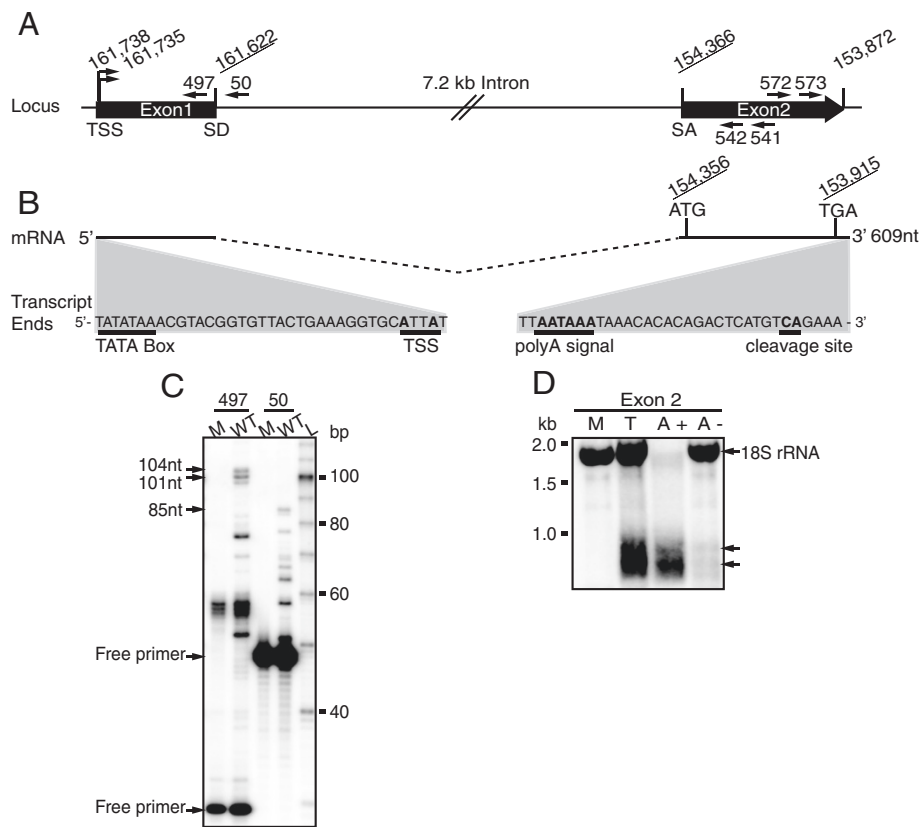 A
161,738
161,735
161,622
154,366
153,872
497 50
7.2 kb Intron
572 573
Locus
Exon1
Exon2
TSS
SD
SA
542 541
B
154,356
153,915
ATG
TGA
mRNA 5'
3' 609nt
Transcript
Ends
5'- TATATAAACGTACGGTGTTACTGAAAGGTGCATTAT
TTAATAAATAAACACACAGACTCATGTCAGAAA - 3'
TATA Box
TSS
polyA signal
cleavage site
C
497 50
M WT M WT L
bp
104nt
101nt
85nt
100
80
60
40
Free primer
Free primer
D
Exon 2
kb M T A + A -
2.0
1.5
1.0
18S rRNA